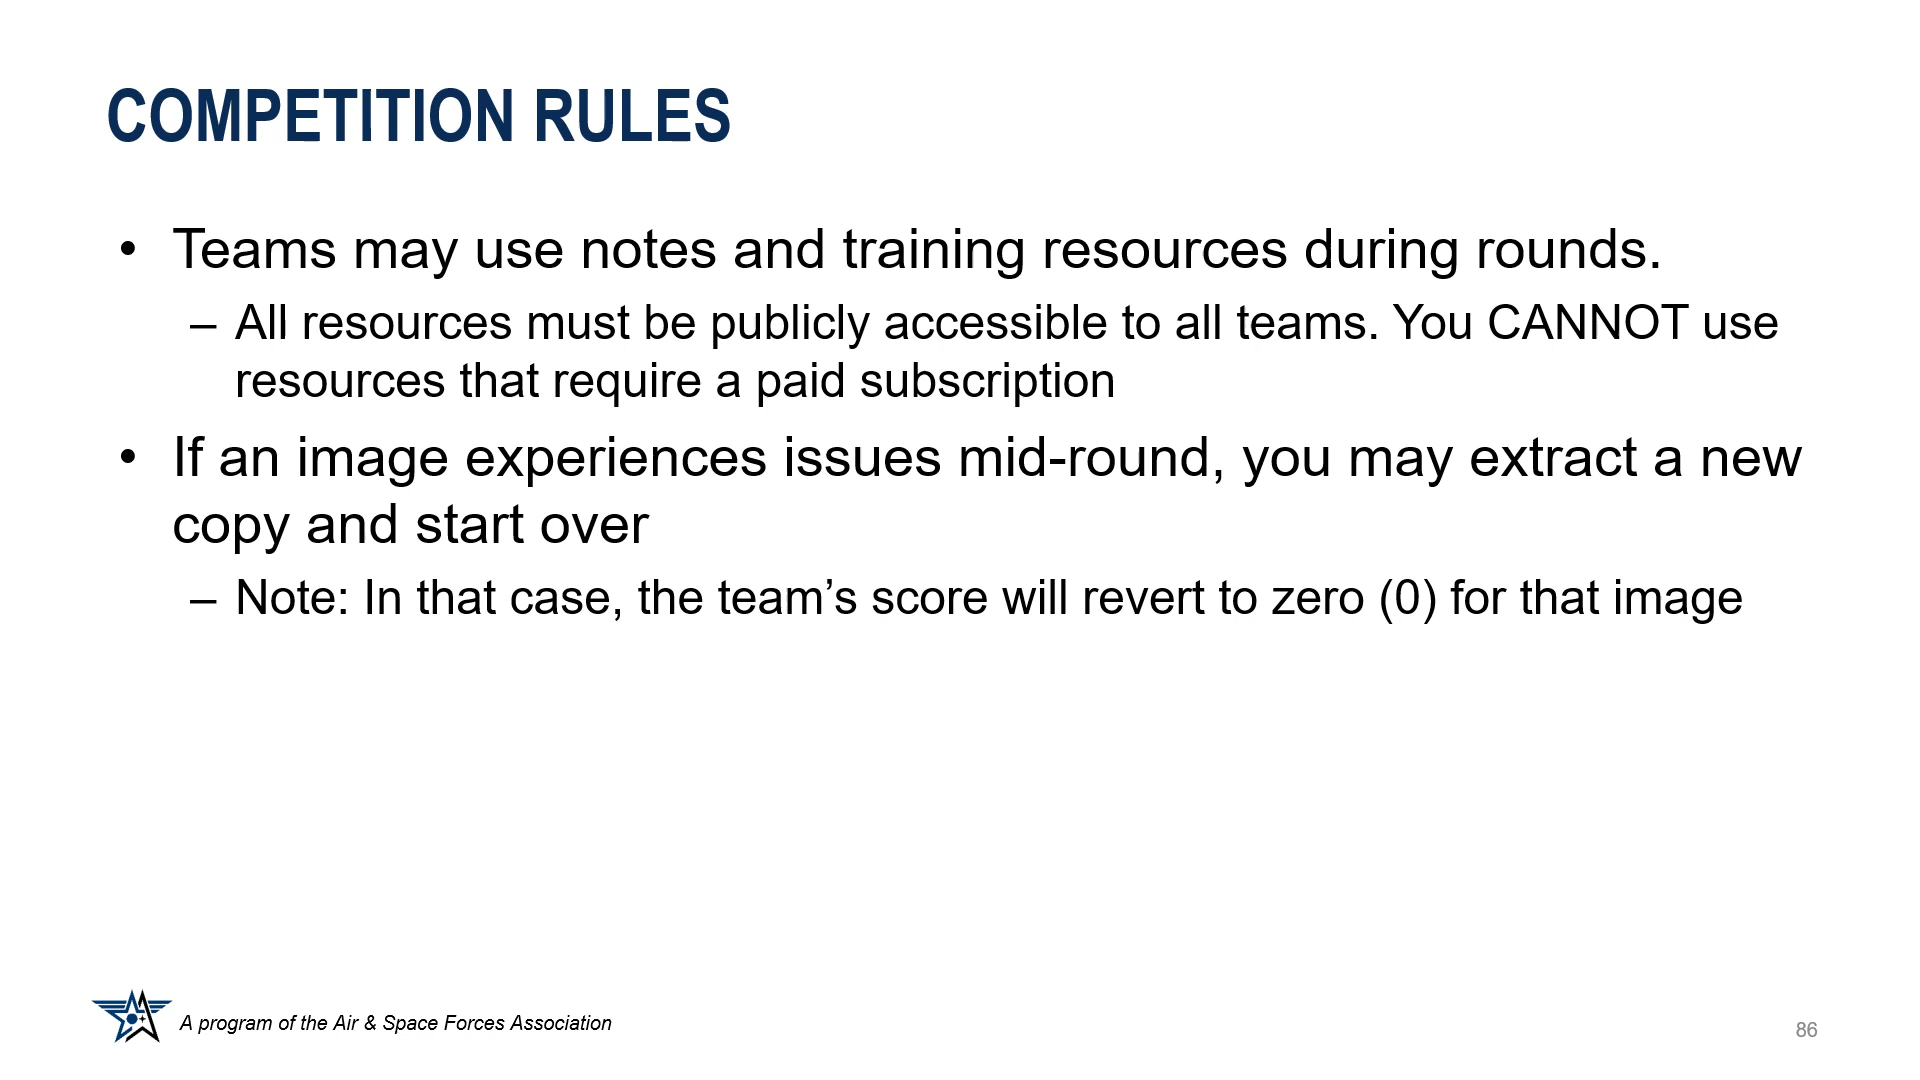 COMPETITION RULES
• Teams may use notes and training resources during rounds.
– All resources must be publicly accessible to all teams. You CANNOT use
resources that require a paid subscription
• If an image experiences issues mid-round, you may extract a new
copy and start over
– Note: In that case, the team’s score will revert to zero (0) for that image
A program of the Air & Space Forces Association
86